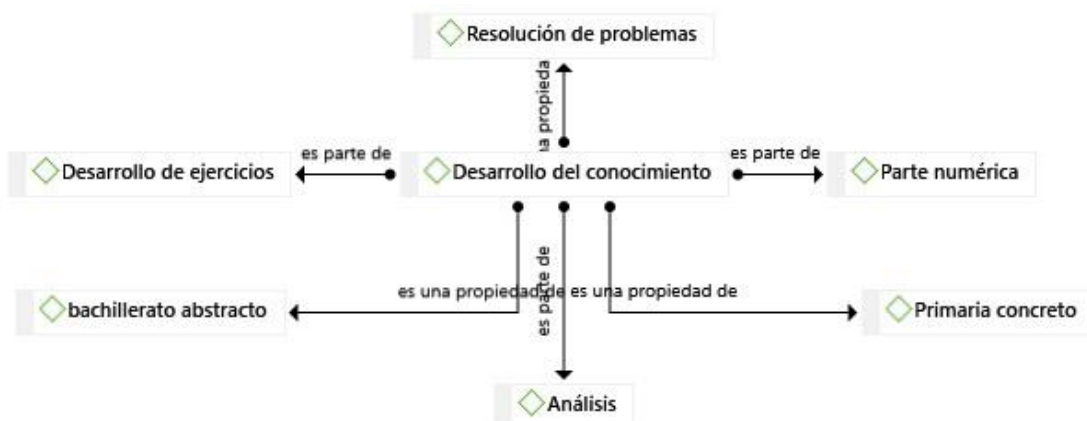 Resolución de problemas
na propieda
Desarrollo de ejercicios
es parte de
Desarrollo del conocimiento
es parte de
Parte numérica
bachillerato abstracto
es una propiedad de
es parte de
es una propiedad de
Primaria concreto
Análisis